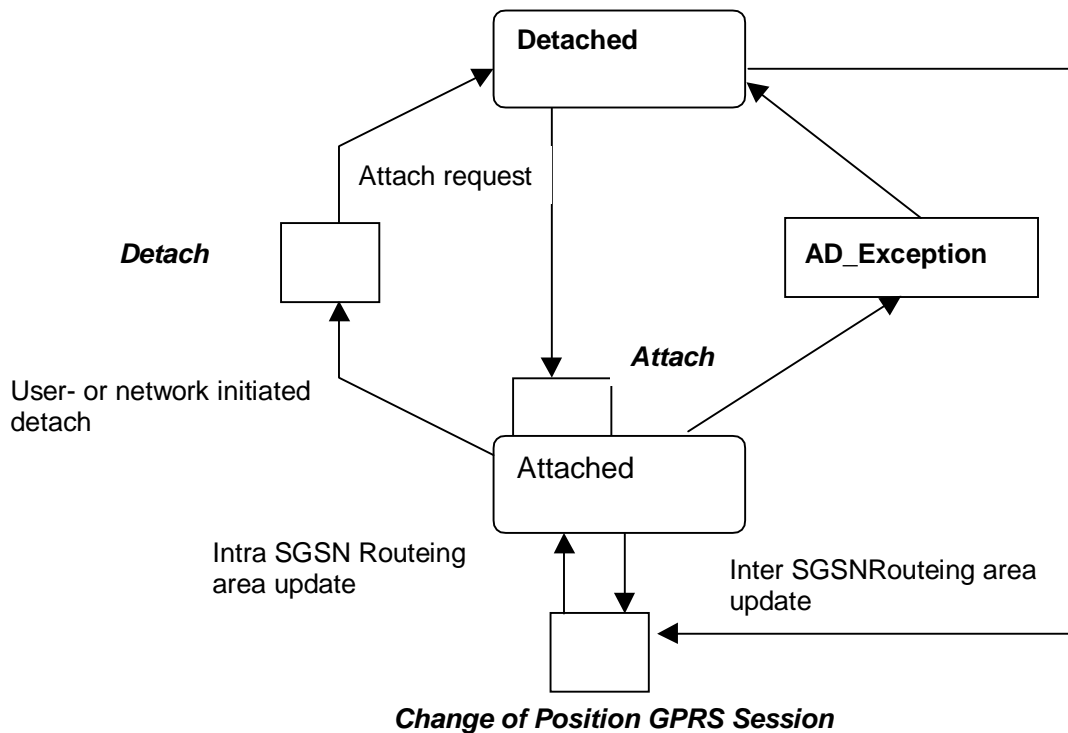 Detached
Attach request
Detach
AD_Exception
Attach
User- or network initiated
detach
Attached
Intra SGSN Routeing
area update
Inter SGSNRouteing area
update
Change of Position GPRS Session